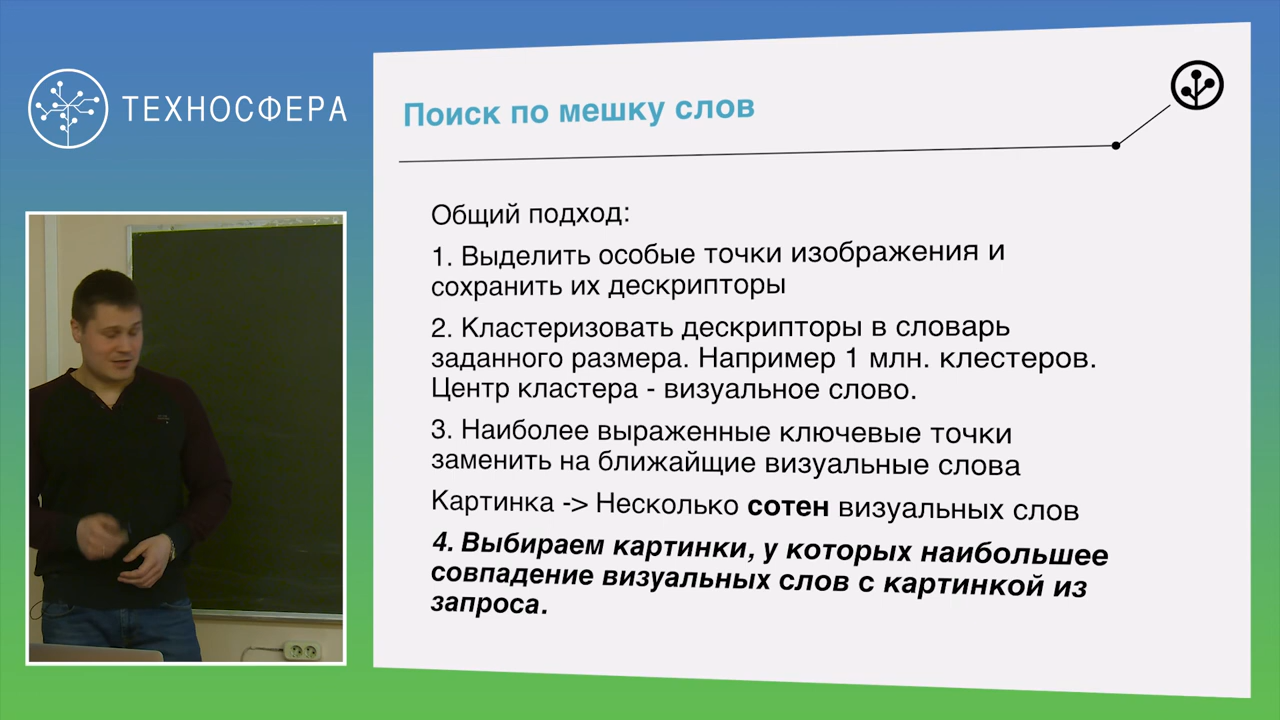 ТЕХНОСФЕРА
Поиск по мешку слов
Общий подход:
1. Выделить особые точки изображения и
сохранить их дескрипторы
2. Кластеризовать дескрипторы в словарь
заданного размера. Например 1 млн. клестеров.
Центр кластера - визуальное слово.
3. Наиболее выраженные ключевые точки
заменить на ближайщие визуальные слова
Картинка -> Несколько сотен визуальных слов
4. Выбираем картинки, у которых наибольшее
совпадение визуальных слов с картинкой из
запроса.